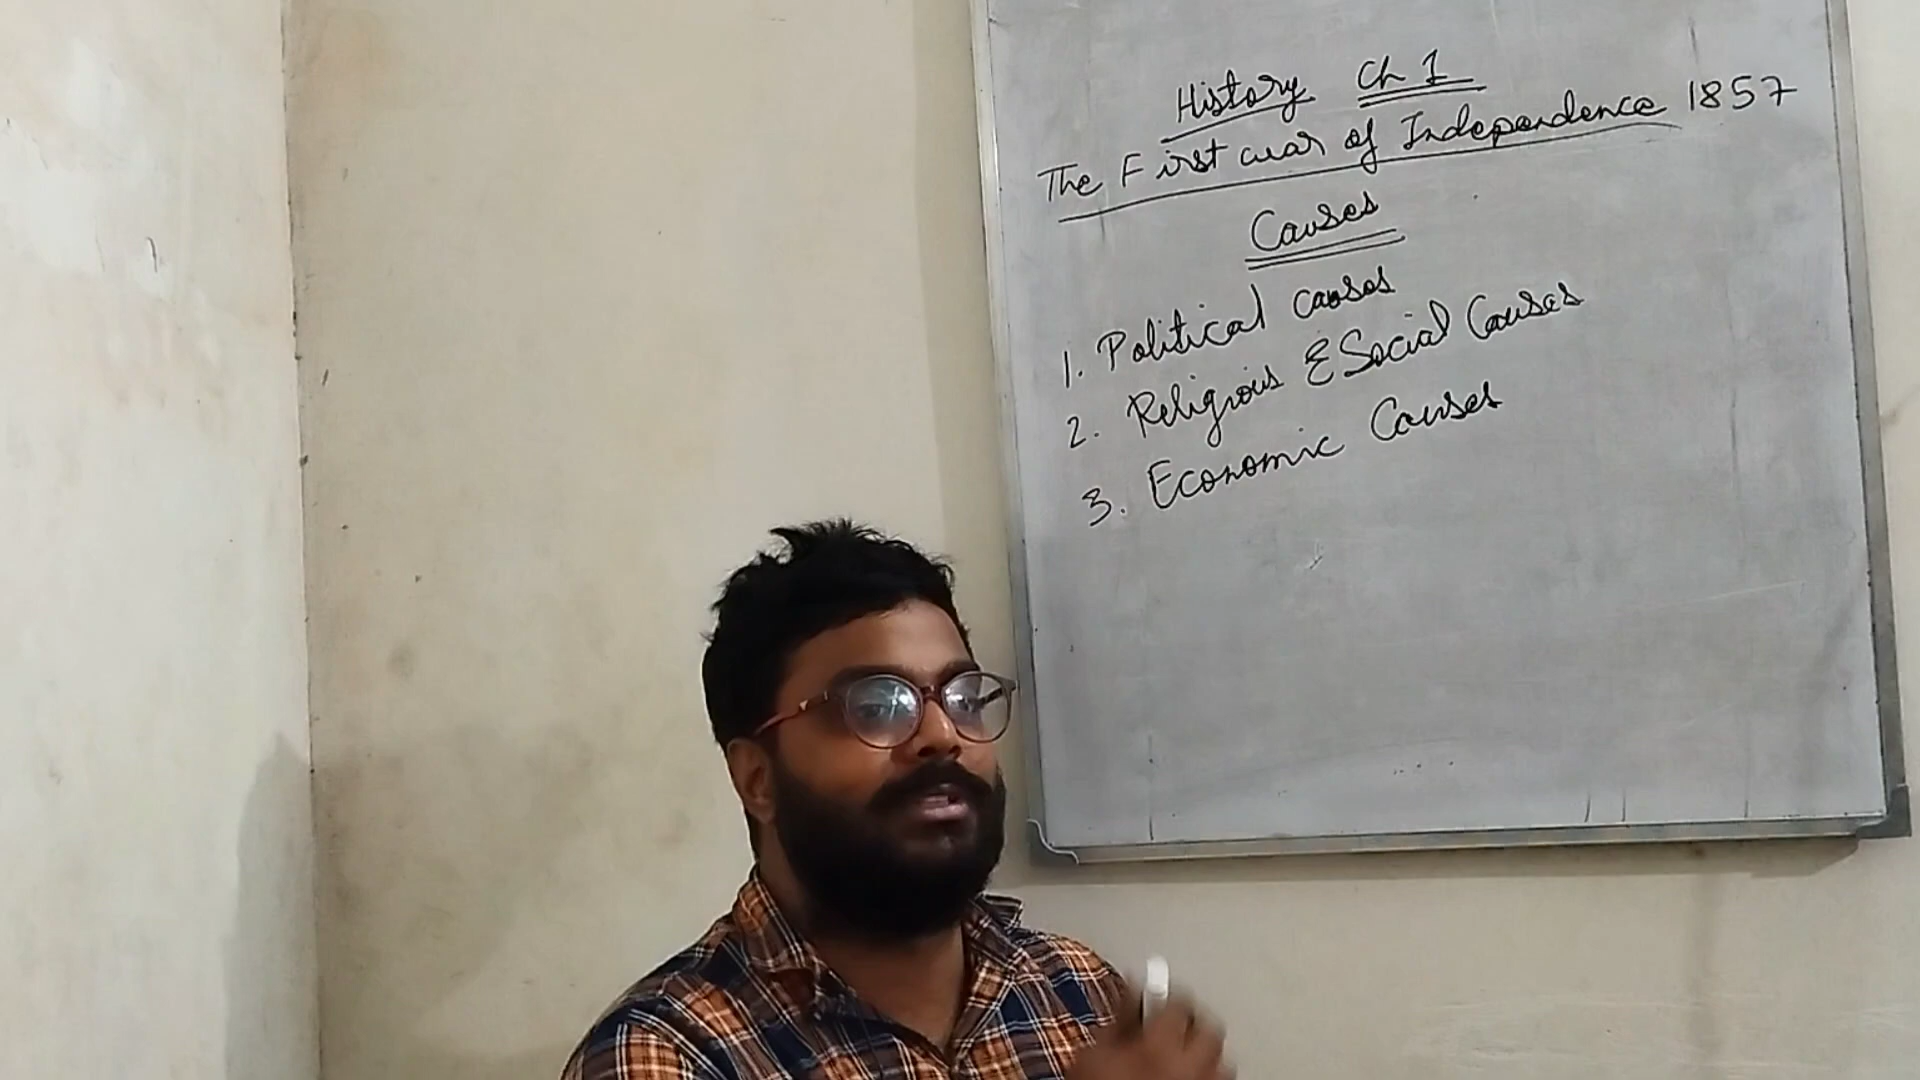 History Ch 1
The First war of Independence 1857
Causes
1. Political causes
2. Religious & Social Causes
3. Economic Causes